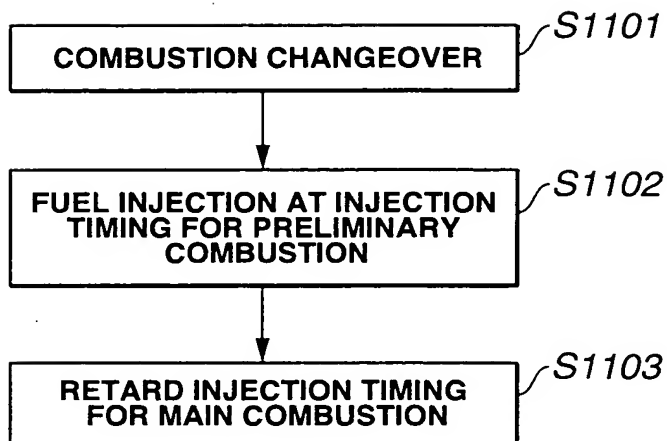 S1101
COMBUSTION CHANGEOVER
S1102
FUEL INJECTION AT INJECTION
TIMING FOR PRELIMINARY
COMBUSTION
S1103
RETARD INJECTION TIMING
FOR MAIN COMBUSTION